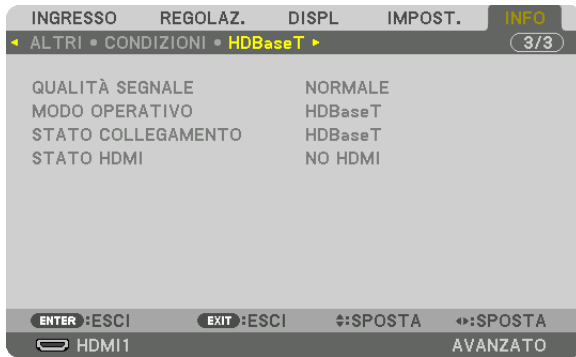 INGRESSO REGOLAZ. DISPL IMPOST. INFO
ALTRI • CONDIZIONI • HDBaseT 3/3
QUALITÀ SEGNALE NORMALE
MODO OPERATIVO HDBaseT
STATO COLLEGAMENTO HDBaseT
STATO HDMI NO HDMI
ENTER :ESCI EXIT :ESCI :SPOSTA :SPOSTA
HDMI1 AVANZATO